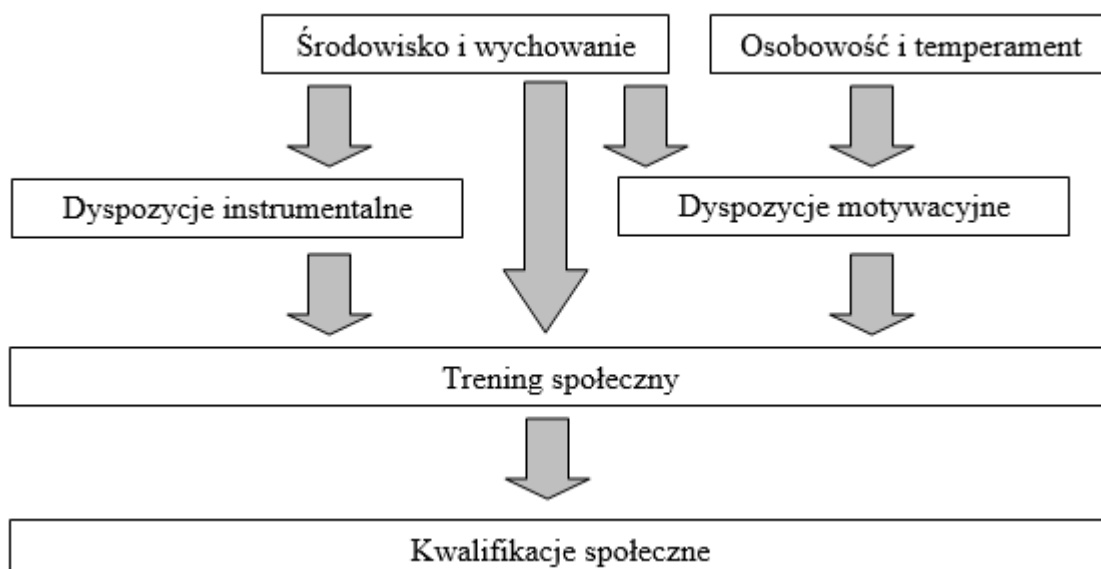 Środowisko i wychowanie
Osobowość i temperament
Dyspozycje instrumentalne
Dyspozycje motywacyjne
Trening społeczny
Kwalifikacje społeczne